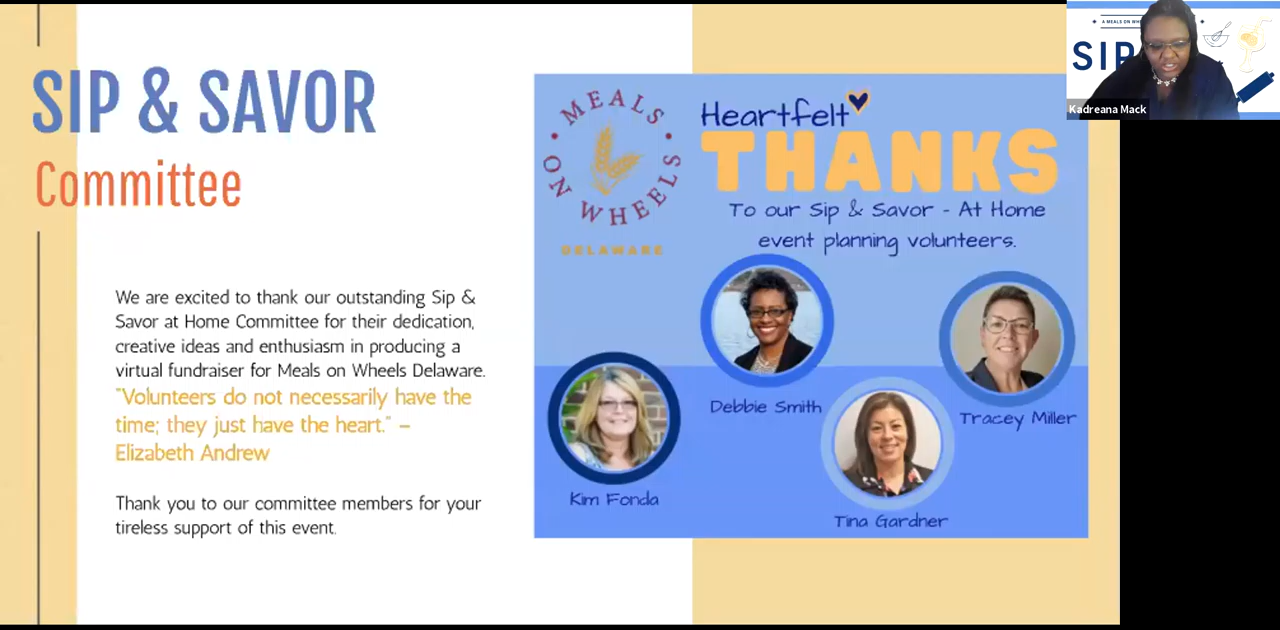 SIP & SAVOR
Committee
We are excited to thank our outstanding Sip &
Savor at Home Committee for their dedication,
creative ideas and enthusiasm in producing a
virtual fundraiser for Meals on Wheels Delaware.
"Volunteers do not necessarily have the
time; they just have the heart." –
Elizabeth Andrew
Thank you to our committee members for your
tireless support of this event.
MEALS ON WHEELS
DELAWARE
Heartfelt
THANKS
To our Sip & Savor - At Home
event planning volunteers.
Debbie Smith
Tracey Miller
Kim Fonda
Tina Gardner
A MEALS ON
SIP
Kadreana Mack